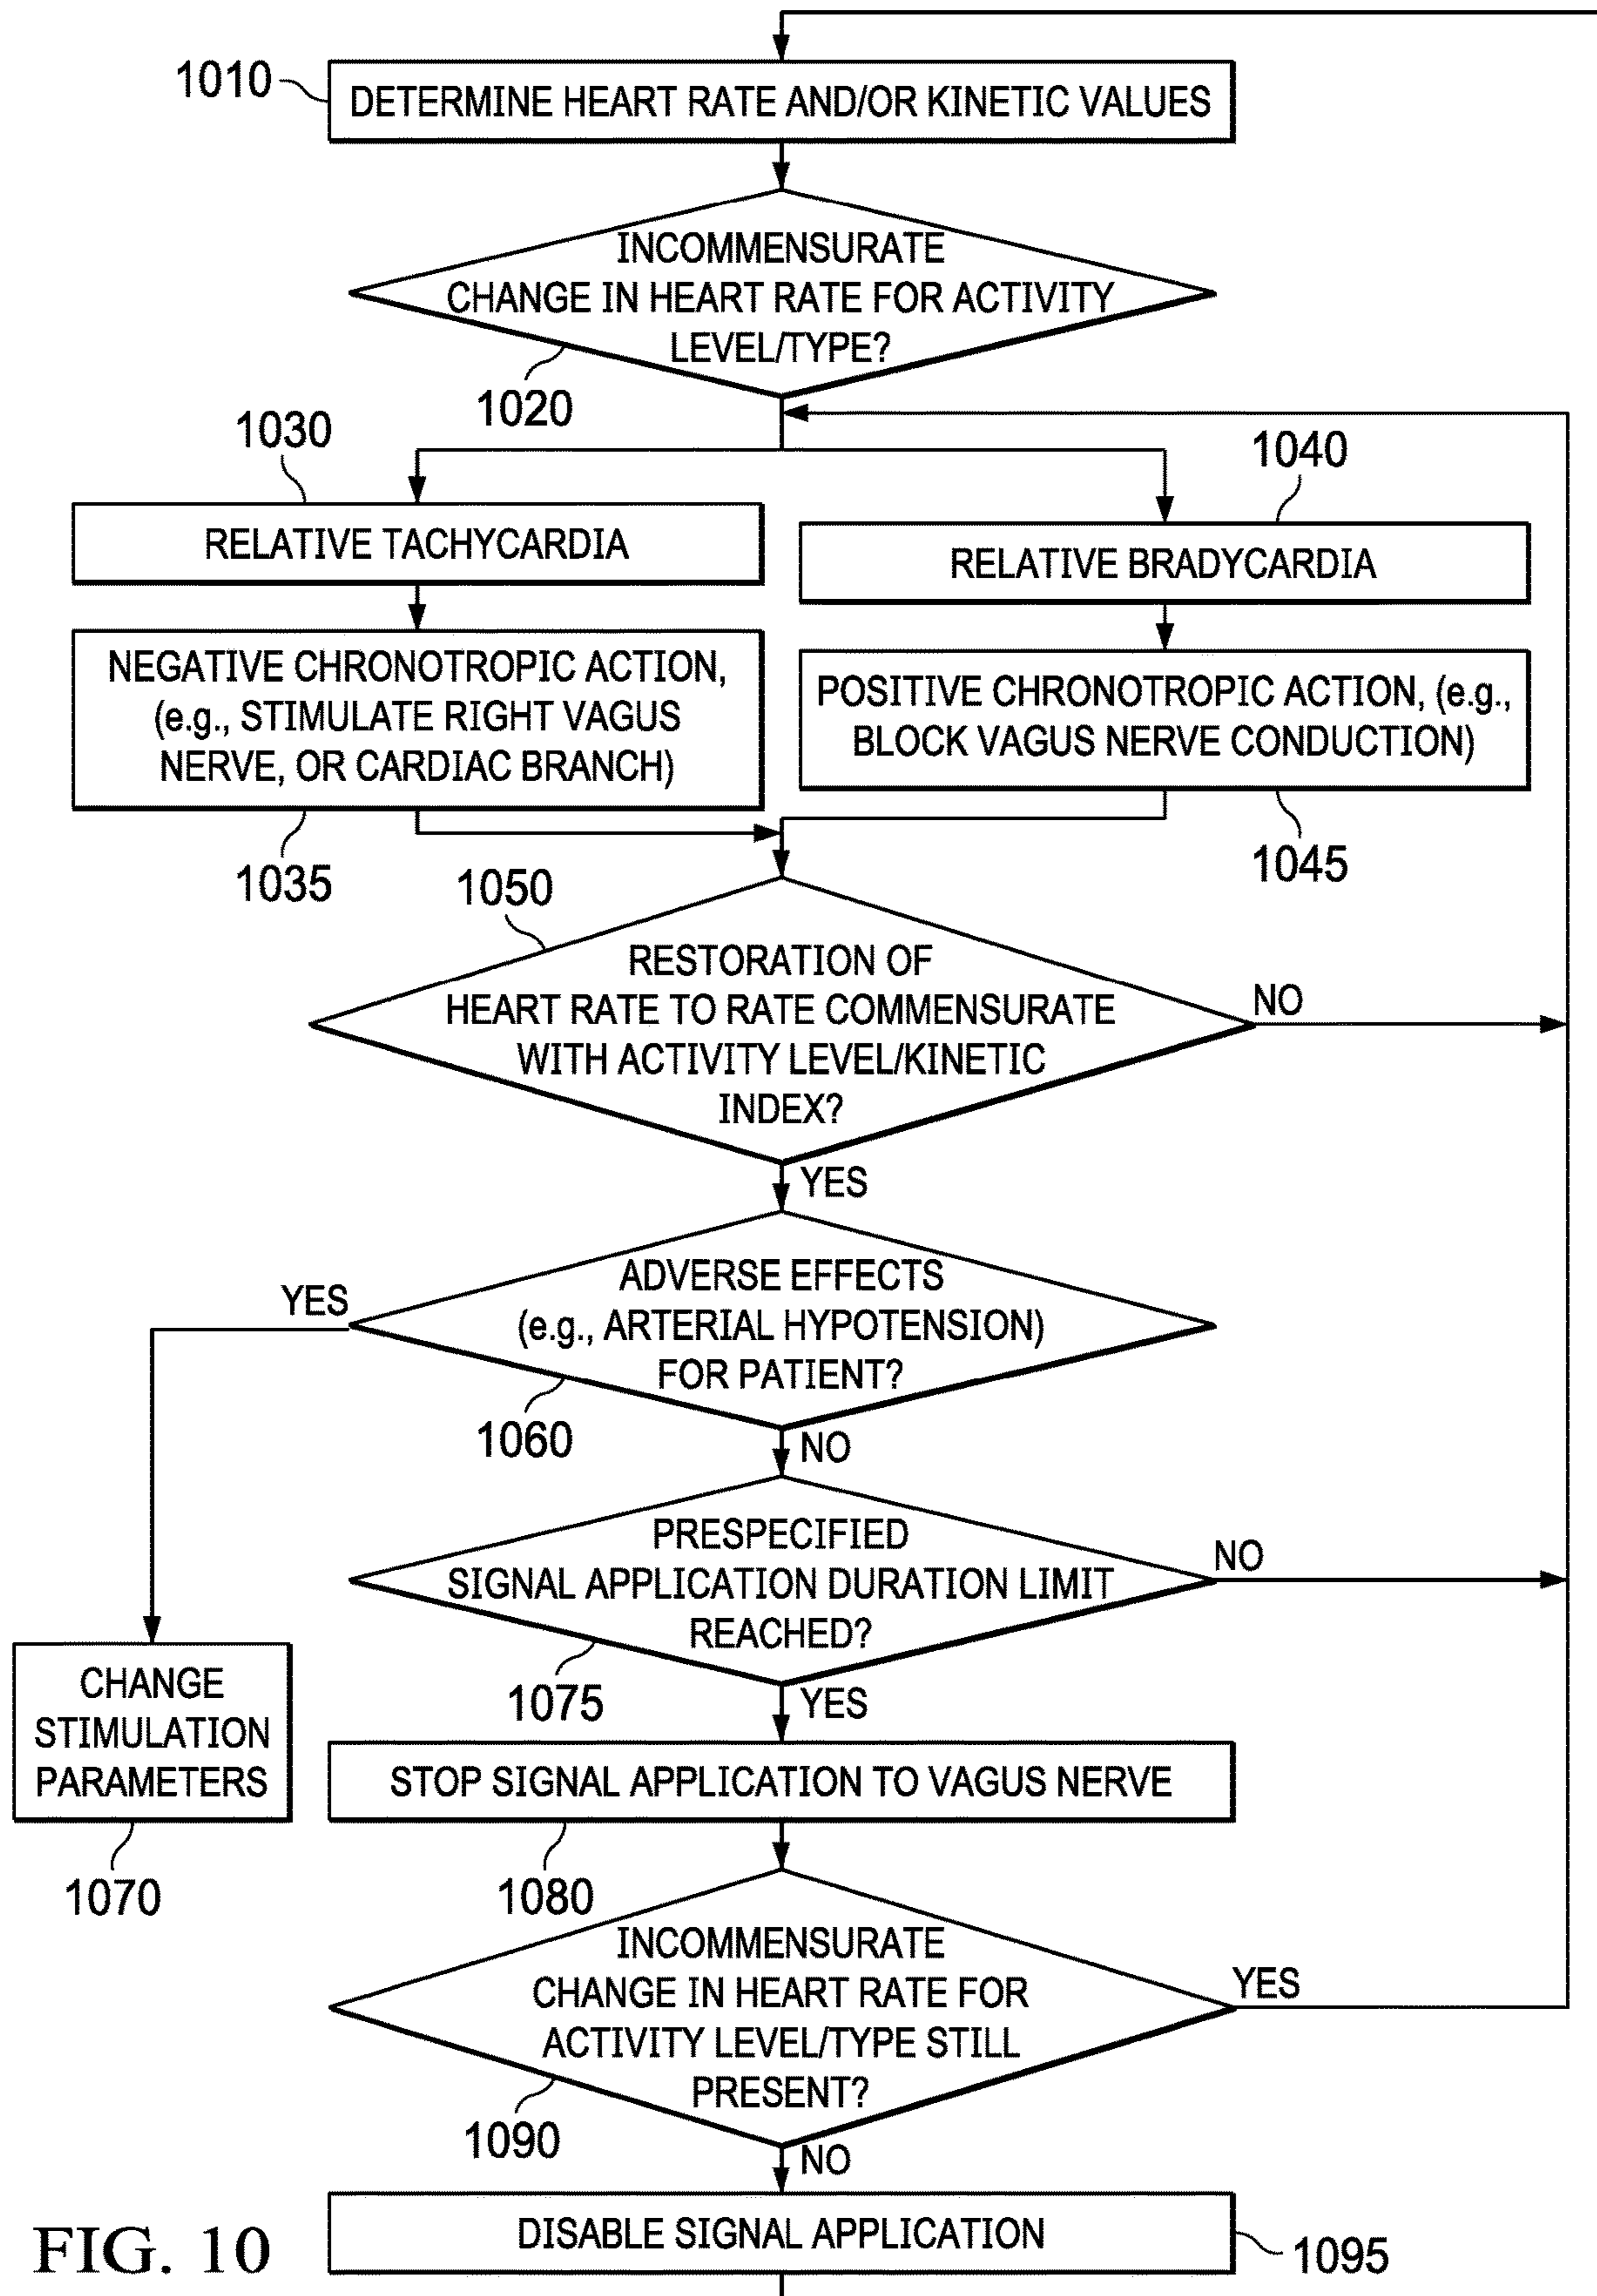 1010
DETERMINE HEART RATE AND/OR KINETIC VALUES
INCOMMENSURATE
CHANGE IN HEART RATE FOR ACTIVITY
LEVEL/TYPE?
1020
1030
RELATIVE TACHYCARDIA
1040
RELATIVE BRADYCARDIA
NEGATIVE CHRONOTROPIC ACTION,
(e.g., STIMULATE RIGHT VAGUS
NERVE, OR CARDIAC BRANCH)
1035
POSITIVE CHRONOTROPIC ACTION, (e.g.,
BLOCK VAGUS NERVE CONDUCTION)
1045
1050
RESTORATION OF
HEART RATE TO RATE COMMENSURATE
WITH ACTIVITY LEVEL/KINETIC
INDEX?
NO
YES
ADVERSE EFFECTS
(e.g., ARTERIAL HYPOTENSION)
FOR PATIENT?
YES
1060
NO
PRESPECIFIED
SIGNAL APPLICATION DURATION LIMIT
REACHED?
NO
1075
YES
CHANGE
STIMULATION
PARAMETERS
1070
STOP SIGNAL APPLICATION TO VAGUS NERVE
1080
INCOMMENSURATE
CHANGE IN HEART RATE FOR
ACTIVITY LEVEL/TYPE STILL
PRESENT?
YES
1090
NO
DISABLE SIGNAL APPLICATION
1095
FIG. 10